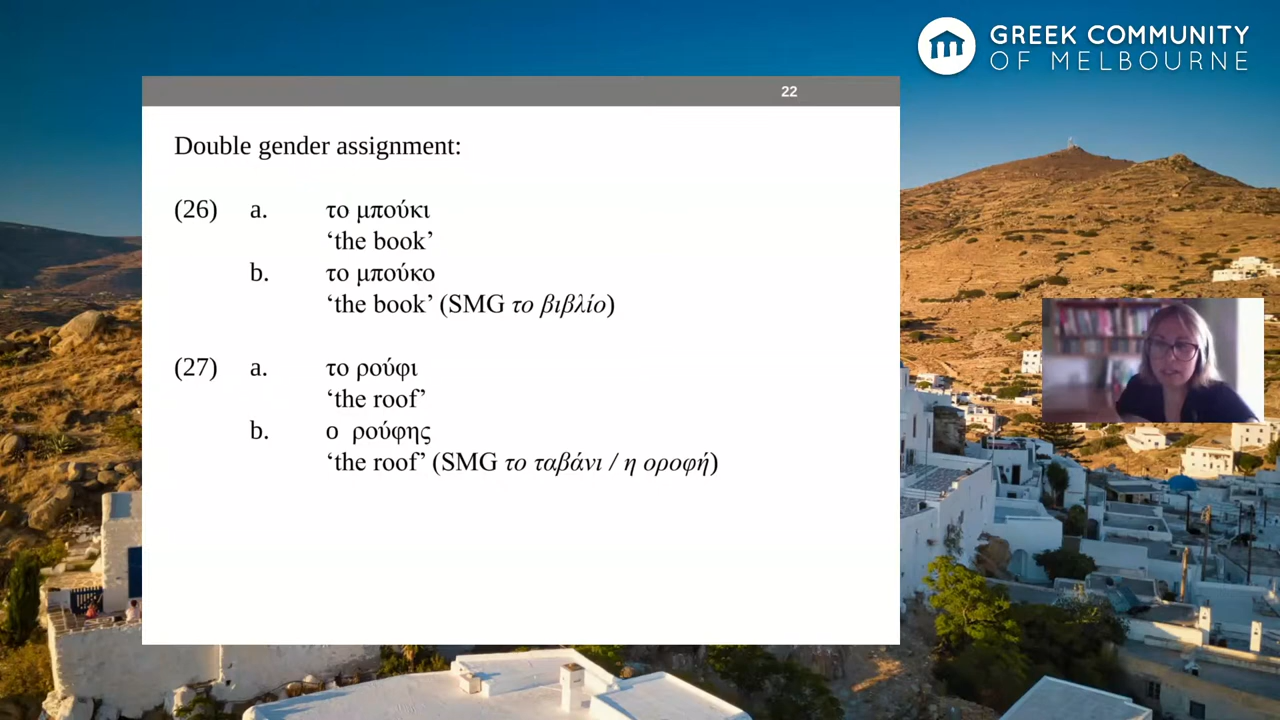 GREEK COMMUNITY
OF MELBOURNE
22
Double gender assignment:
(26) a. το μπούκι
‘the book’
b. το μπούκο
‘the book’ (SMG το βιβλίο)
(27) a. το ρούφι
‘the roof’
b. ο ρούφης
‘the roof’ (SMG το ταβάνι / η οροφή)